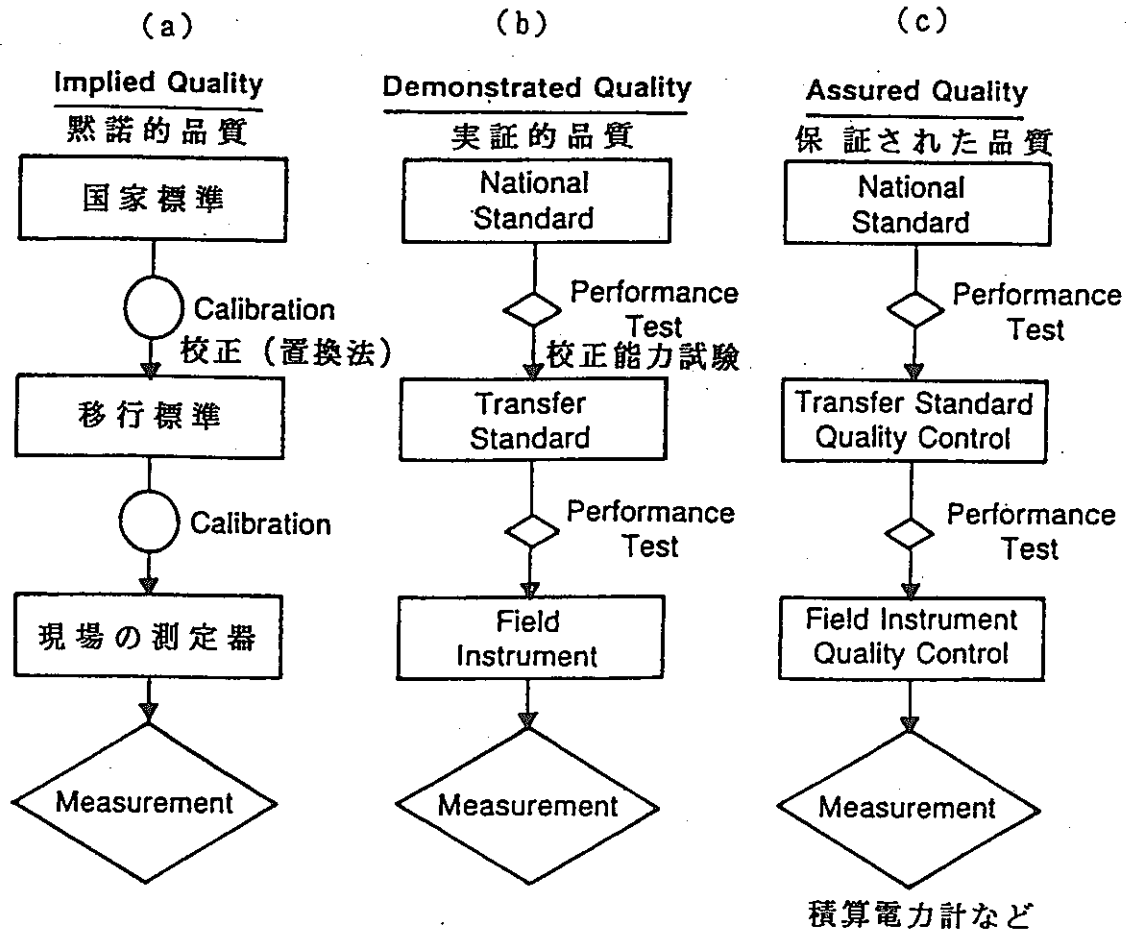 (a)
Implied Quality
黙諾的品質
国家標準
Calibration
校正（置換法）
移行標準
Calibration
現場の測定器
Measurement
(b)
Demonstrated Quality
実証的品質
National
Standard
Performance
Test
校正能力試験
Transfer
Standard
Performance
Test
Field
Instrument
Measurement
(c)
Assured Quality
保証された品質
National
Standard
Performance
Test
Transfer Standard
Quality Control
Performance
Test
Field Instrument
Quality Control
Measurement
積算電力計など